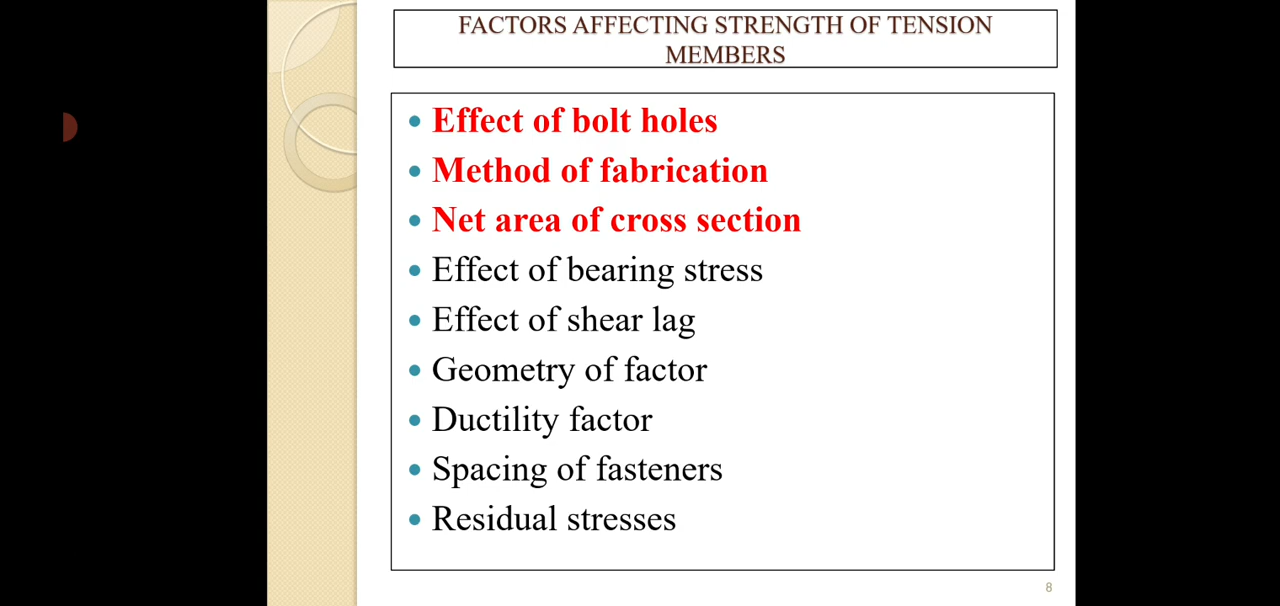 FACTORS AFFECTING STRENGTH OF TENSION
MEMBERS
Effect of bolt holes
Method of fabrication
Net area of cross section
Effect of bearing stress
Effect of shear lag
Geometry of factor
Ductility factor
Spacing of fasteners
Residual stresses
8